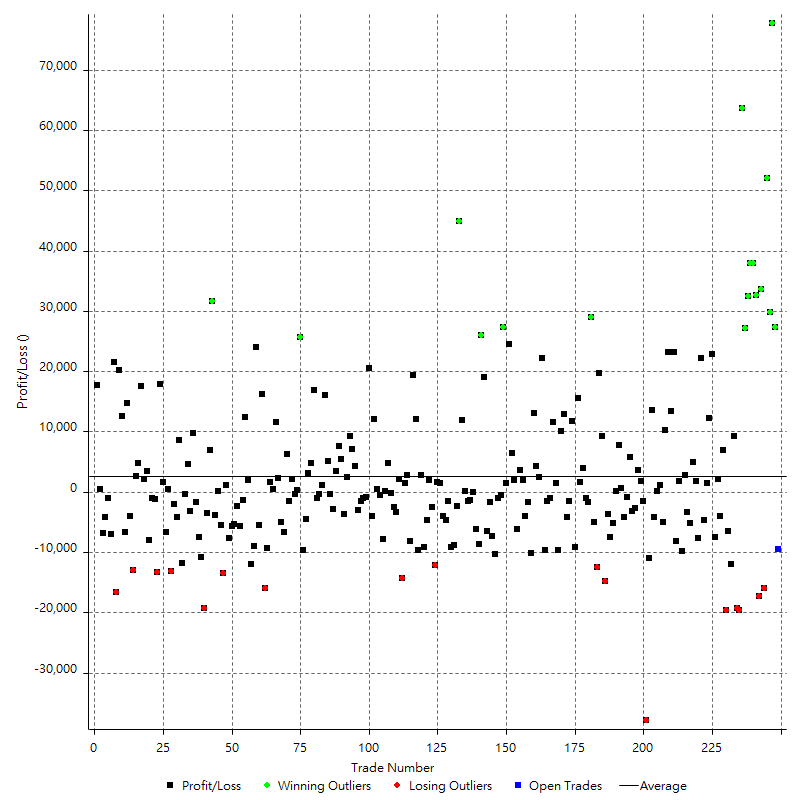 70,000
60,000
50,000
40,000
30,000
20,000
10,000
0
-10,000
-20,000
-30,000
Profit/Loss ()
0 25 50 75 100 125 150 175 200 225
Trade Number
Profit/Loss Winning Outliers Losing Outliers Open Trades Average